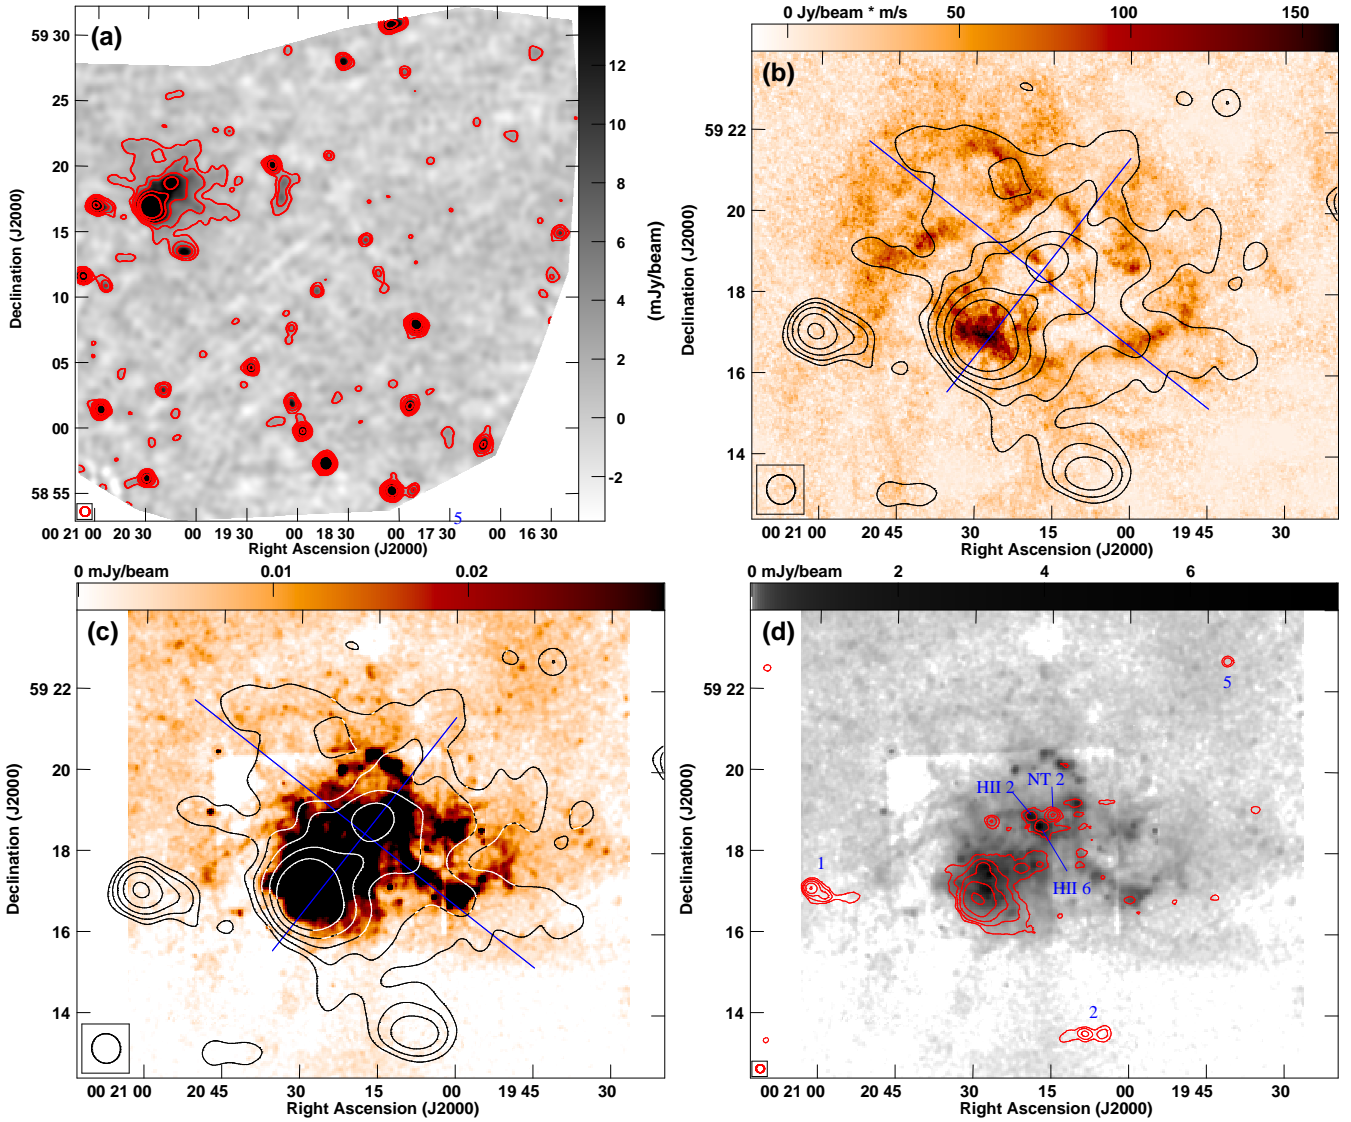 (a)
59 30
25
20
15
10
05
00
58 55
Declination (J2000)
00 21 00 20 30 00 19 30 00 18 30 00 17 30 00 16 30
Right Ascension (J2000)
5
12
10
8
6
4
2
0
-2
(mJy/beam)
0 Jy/beam * m/s 50 100 150
(b)
59 22
20
18
16
14
Declination (J2000)
00 21 00 20 45 30 15 00 19 45 30
Right Ascension (J2000)
0 mJy/beam 0.01 0.02
(c)
59 22
20
18
16
14
Declination (J2000)
00 21 00 20 45 30 15 00 19 45 30
Right Ascension (J2000)
0 mJy/beam 2 4 6
(d)
59 22
20
18
16
14
Declination (J2000)
5
HII 2 NT 2
1
HII 6
2
00 21 00 20 45 30 15 00 19 45 30
Right Ascension (J2000)